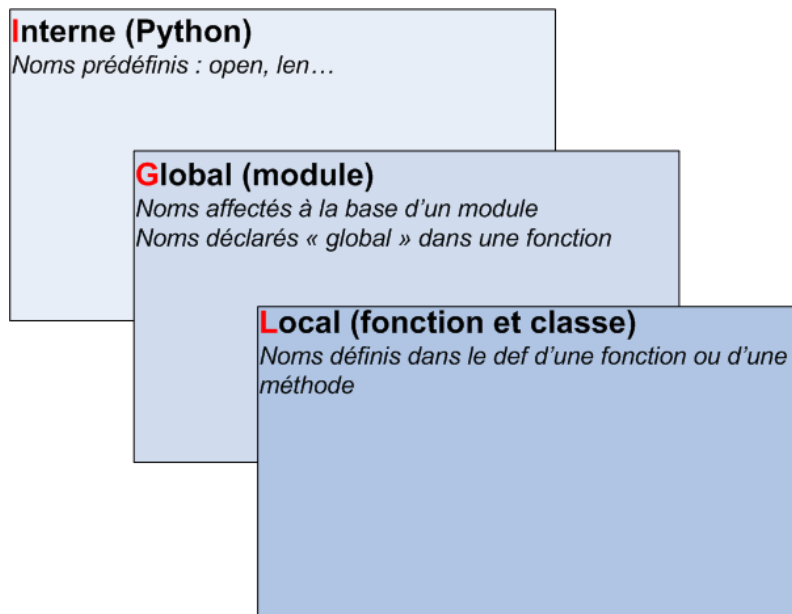 Interne (Python)
Noms prédéfinis : open, len…
Global (module)
Noms affectés à la base d’un module
Noms déclarés « global » dans une fonction
Local (fonction et classe)
Noms définis dans le def d’une fonction ou d’une
méthode